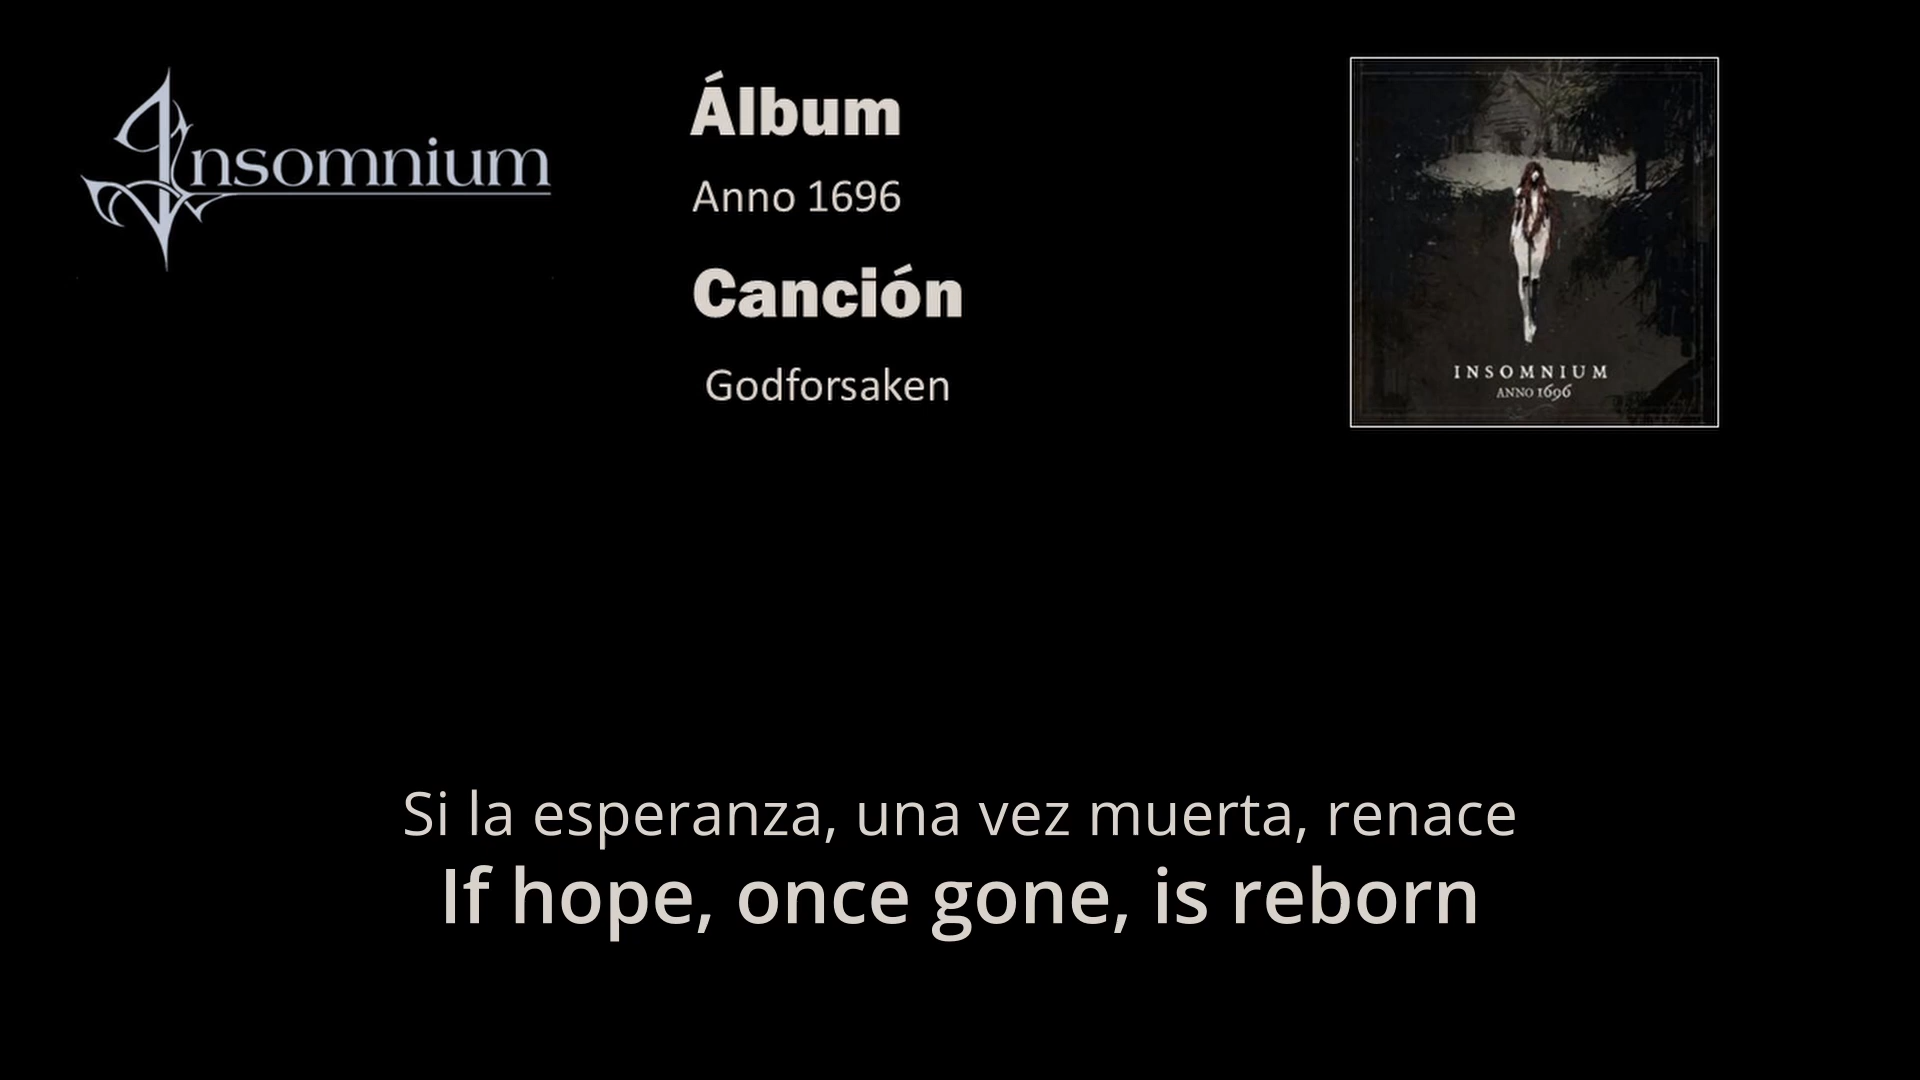 Insomnium
Álbum
Anno 1696
Canción
Godforsaken
INSOMNIUM
ANNO 1696
Si la esperanza, una vez muerta, renace
If hope, once gone, is reborn